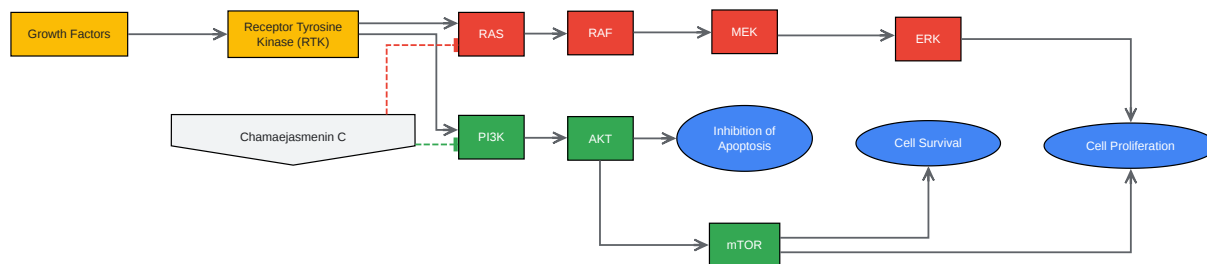 Growth Factors
Receptor Tyrosine
Kinase (RTK)
RAS
RAF
MEK
ERK
Chamaejasmenin C
PI3K
AKT
Inhibition of
Apoptosis
Cell Survival
Cell Proliferation
mTOR